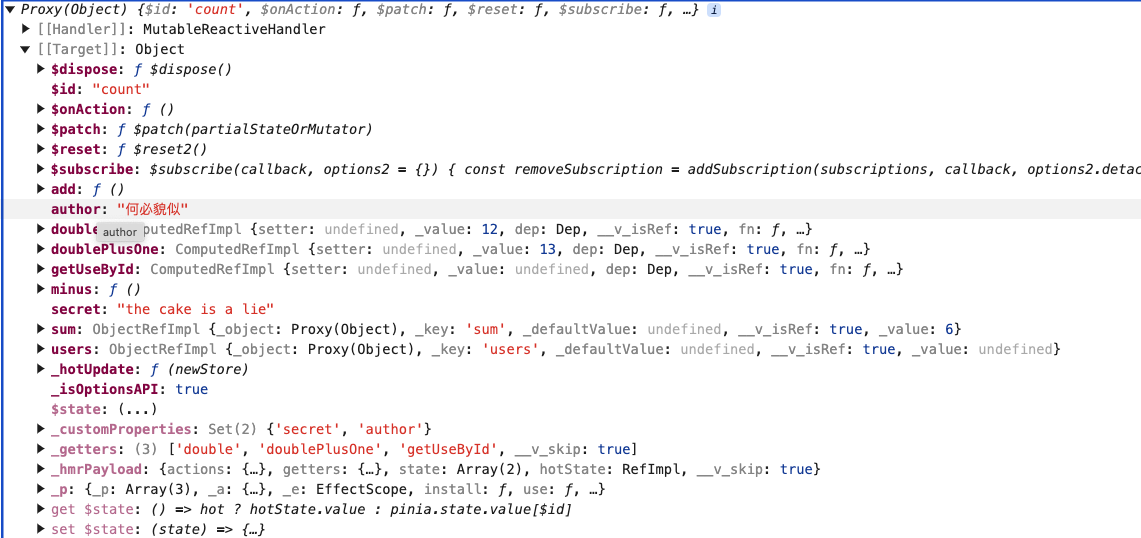 Proxy(Object) {$id: 'count', $onAction: ƒ, $patch: ƒ, $reset: ƒ, $subscribe: ƒ, …} i
[[Handler]]: MutableReactiveHandler
[[Target]]: Object
$dispose: ƒ $dispose()
$id: "count"
$onAction: ƒ ()
$patch: ƒ $patch(partialStateOrMutator)
$reset: ƒ $reset2()
$subscribe: $subscribe(callback, options2 = {}) { const removeSubscription = addSubscription(subscriptions, callback, options2.detac
add: ƒ ()
author: "何必貌似"
double author mputedRefImpl {setter: undefined, _value: 12, dep: Dep, __v_isRef: true, fn: ƒ, …}
doublePlusOne: ComputedRefImpl {setter: undefined, _value: 13, dep: Dep, __v_isRef: true, fn: ƒ, …}
getUseById: ComputedRefImpl {setter: undefined, _value: undefined, dep: Dep, __v_isRef: true, fn: ƒ, …}
minus: ƒ ()
secret: "the cake is a lie"
sum: ObjectRefImpl {_object: Proxy(Object), _key: 'sum', _defaultValue: undefined, __v_isRef: true, _value: 6}
users: ObjectRefImpl {_object: Proxy(Object), _key: 'users', _defaultValue: undefined, __v_isRef: true, _value: undefined}
_hotUpdate: ƒ (newStore)
_isOptionsAPI: true
$state: (...)
_customProperties: Set(2) {'secret', 'author'}
_getters: (3) ['double', 'doublePlusOne', 'getUseById', __v_skip: true]
_hmrPayload: {actions: {…}, getters: {…}, state: Array(2), hotState: RefImpl, __v_skip: true}
_p: {_p: Array(3), _a: {…}, _e: EffectScope, install: ƒ, use: ƒ, …}
get $state: () => hot ? hotState.value : pinia.state.value[$id]
set $state: (state) => {…}